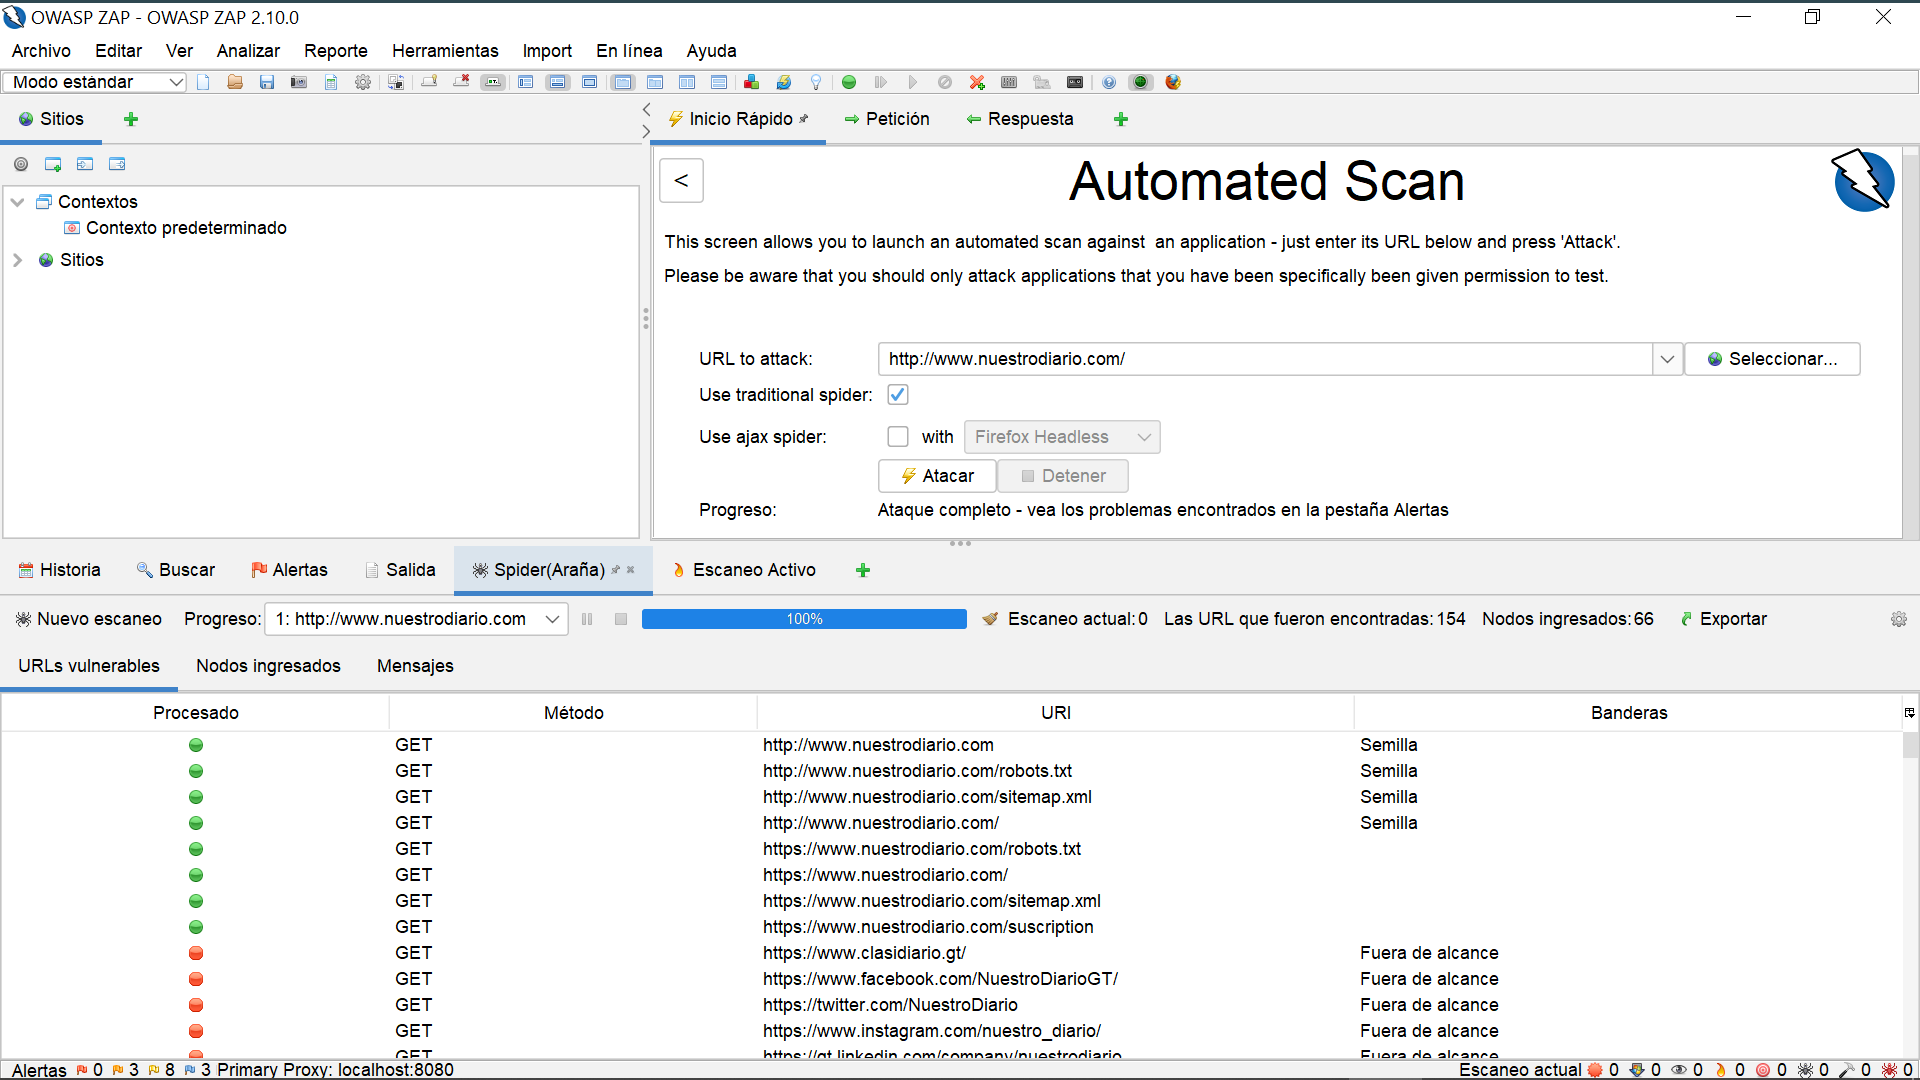 OWASP ZAP - OWASP ZAP 2.10.0
Archivo Editar Ver Analizar Reporte Herramientas Import En línea Ayuda
Modo estándar
Sitios
Inicio Rápido Petición Respuesta
<
Automated Scan
Contextos
Contexto predeterminado
Sitios
This screen allows you to launch an automated scan against an application - just enter its URL below and press 'Attack'.
Please be aware that you should only attack applications that you have been specifically been given permission to test.
URL to attack: http://www.nuestrodiario.com/ Seleccionar...
Use traditional spider:
Use ajax spider: with Firefox Headless
Atacar Detener
Progreso: Ataque completo - vea los problemas encontrados en la pestaña Alertas
Historia Buscar Alertas Salida Spider(Araña) Escaneo Activo
Nuevo escaneo Progreso: 1: http://www.nuestrodiario.com 100% Escaneo actual:0 Las URL que fueron encontradas:154 Nodos ingresados:66 Exportar
URLs vulnerables Nodos ingresados Mensajes
Procesado Método URI Banderas
GET http://www.nuestrodiario.com Semilla
GET http://www.nuestrodiario.com/robots.txt Semilla
GET http://www.nuestrodiario.com/sitemap.xml Semilla
GET http://www.nuestrodiario.com/ Semilla
GET https://www.nuestrodiario.com/robots.txt
GET https://www.nuestrodiario.com/
GET https://www.nuestrodiario.com/sitemap.xml
GET https://www.nuestrodiario.com/suscription
GET https://www.clasidiario.gt/ Fuera de alcance
GET https://www.facebook.com/NuestroDiarioGT/ Fuera de alcance
GET https://twitter.com/NuestroDiario Fuera de alcance
GET https://www.instagram.com/nuestro_diario/ Fuera de alcance
GET https://gt.linkedin.com/company/nuestrodiario Fuera de alcance
Alertas 0 3 8 3 Primary Proxy: localhost:8080 Escaneo actual 0 0 0 0 0 0 0 0